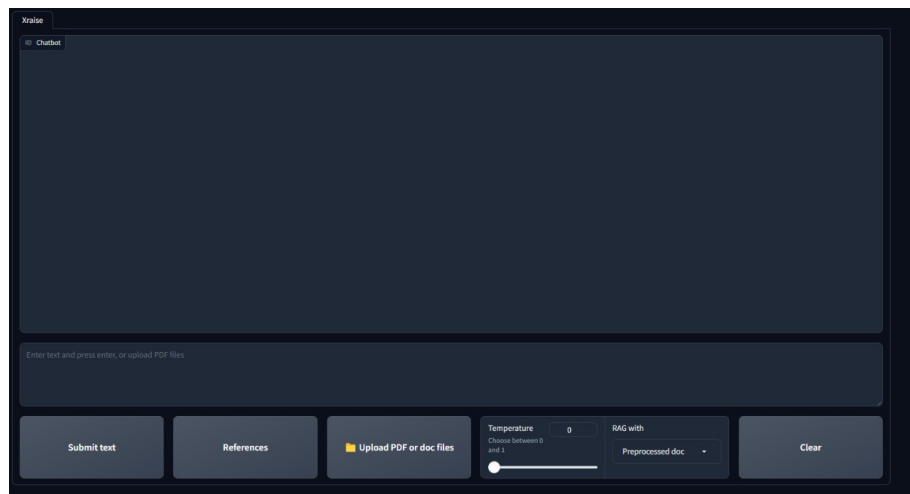 Xraise
Chatbot
Enter text and press enter, or upload PDF files
Submit text
References
Upload PDF or doc files
Temperature
0
Choose between 0
and 1
RAG with
Preprocessed doc
Clear